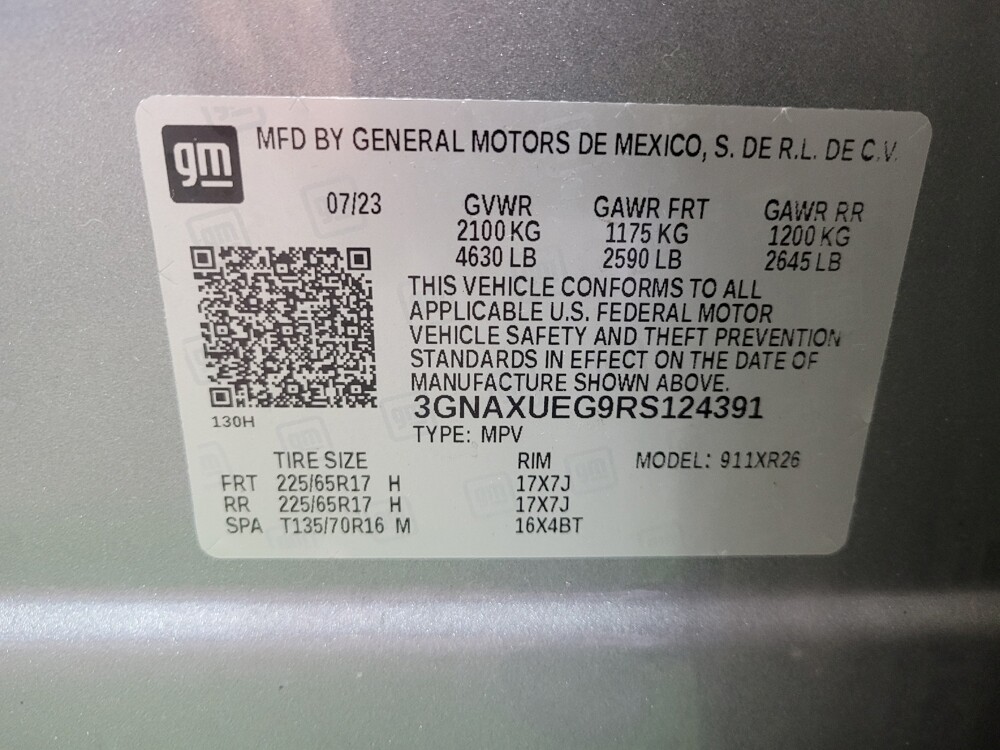 gm
MFD BY GENERAL MOTORS DE MEXICO, S. DE R.L. DE C.V.
07/23 GVWR GAWR FRT GAWR RR
2100 KG 1175 KG 1200 KG
4630 LB 2590 LB 2645 LB
THIS VEHICLE CONFORMS TO ALL
APPLICABLE U.S. FEDERAL MOTOR
VEHICLE SAFETY AND THEFT PREVENTION
STANDARDS IN EFFECT ON THE DATE OF
MANUFACTURE SHOWN ABOVE.
130H
3GNAXUEG9RS124391
TYPE: MPV
TIRE SIZE RIM MODEL: 911XR26
FRT 225/65R17 H 17X7J
RR 225/65R17 H 17X7J
SPA T135/70R16 M 16X4BT